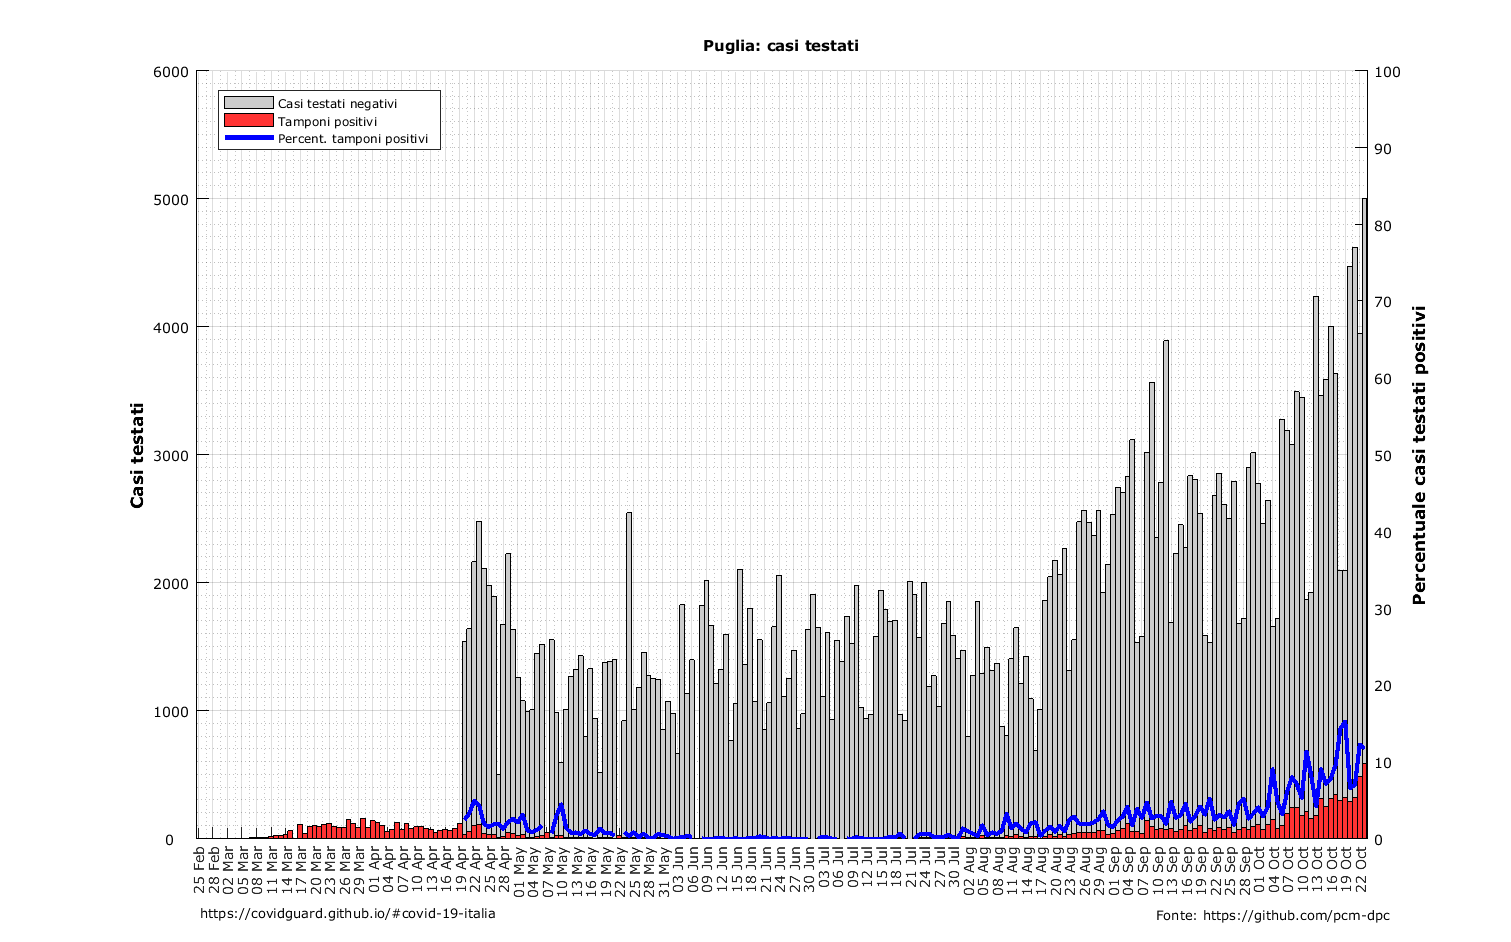 Puglia: casi testati
Casi testati negativi
Tamponi positivi
Percent. tamponi positivi
Casi testati
6000
5000
4000
3000
2000
1000
0
100
90
80
70
60
50
40
30
20
10
0
Percentuale casi testati positivi
25 Feb
28 Feb
02 Mar
05 Mar
08 Mar
11 Mar
14 Mar
17 Mar
20 Mar
23 Mar
26 Mar
29 Mar
01 Apr
04 Apr
07 Apr
10 Apr
13 Apr
16 Apr
19 Apr
22 Apr
25 Apr
28 Apr
01 May
04 May
07 May
10 May
13 May
16 May
19 May
22 May
25 May
28 May
31 May
03 Jun
06 Jun
09 Jun
12 Jun
15 Jun
18 Jun
21 Jun
24 Jun
27 Jun
30 Jun
03 Jul
06 Jul
09 Jul
12 Jul
15 Jul
18 Jul
21 Jul
24 Jul
27 Jul
30 Jul
02 Aug
05 Aug
08 Aug
11 Aug
14 Aug
17 Aug
20 Aug
23 Aug
26 Aug
29 Aug
01 Sep
04 Sep
07 Sep
10 Sep
13 Sep
16 Sep
19 Sep
22 Sep
25 Sep
28 Sep
01 Oct
04 Oct
07 Oct
10 Oct
13 Oct
16 Oct
19 Oct
22 Oct
https://covidguard.github.io/#covid-19-italia
Fonte: https://github.com/pcm-dpc